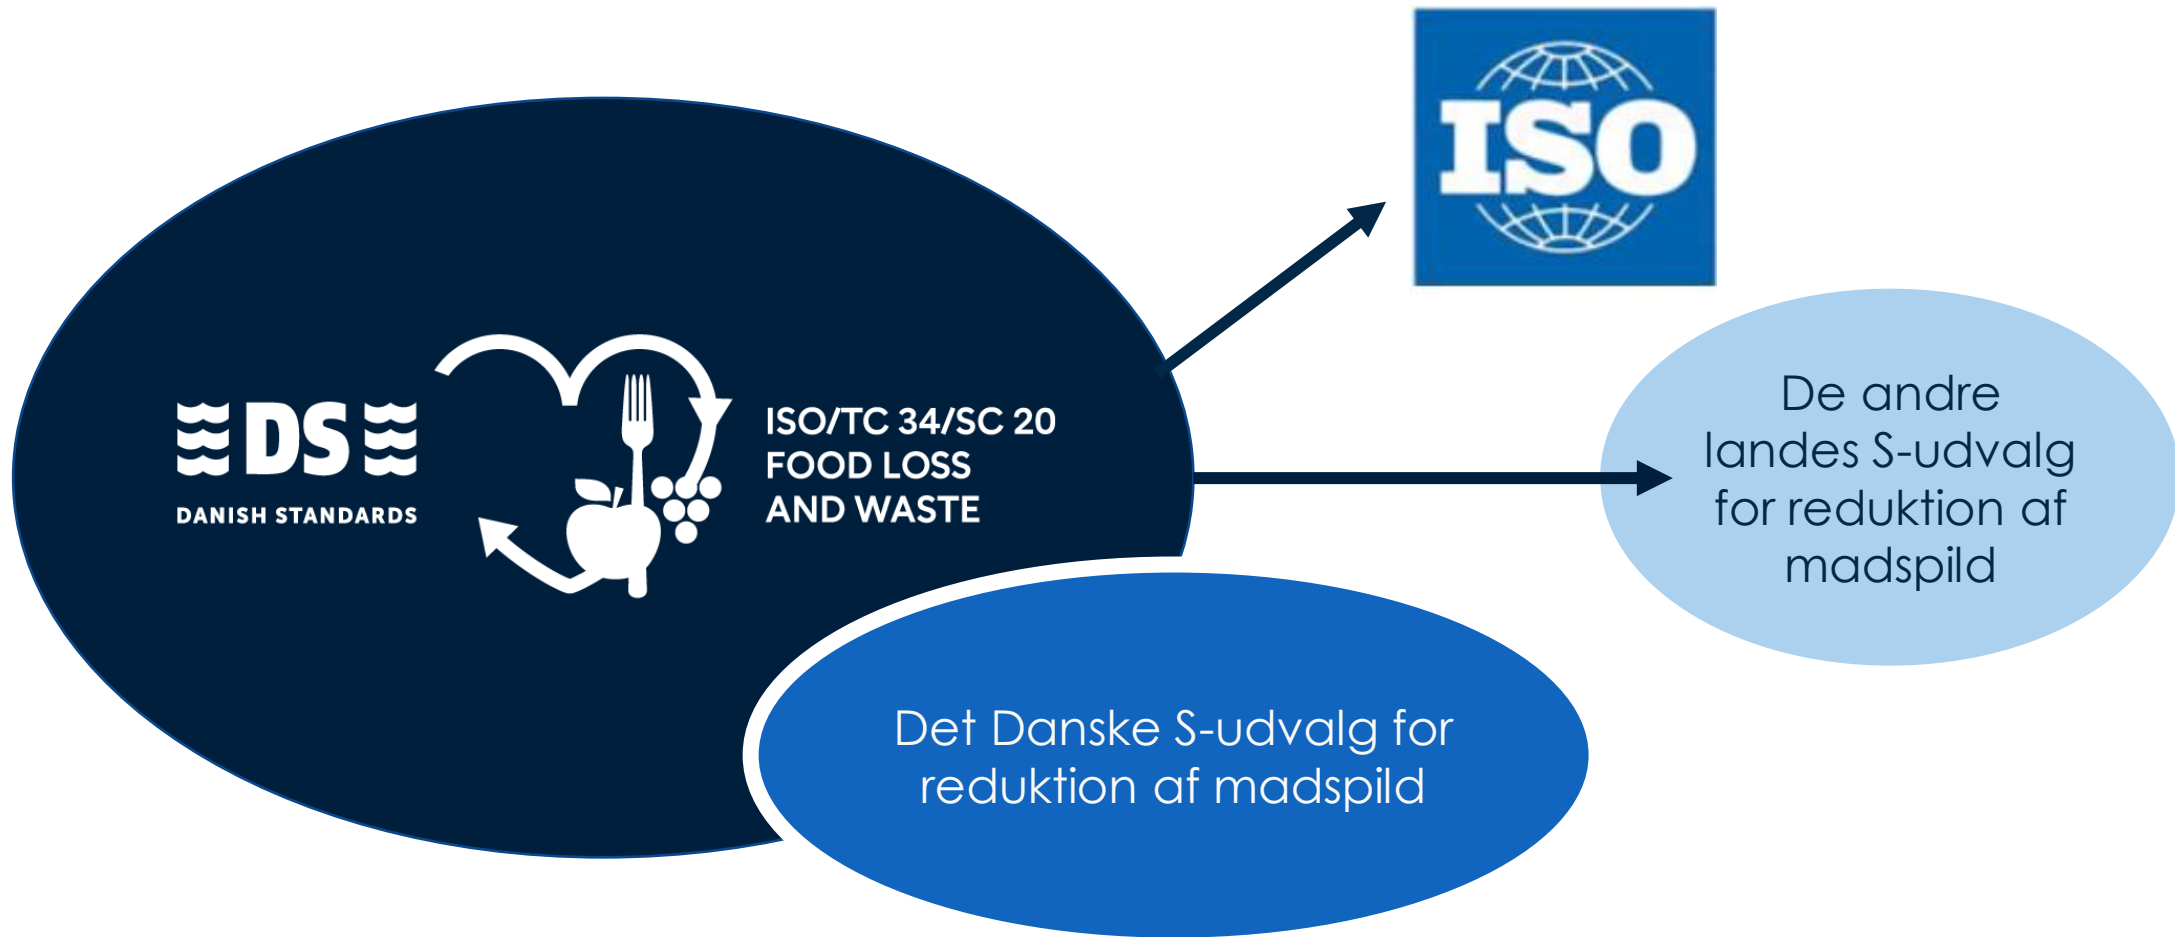 ISO
DS
DANISH STANDARDS
ISO/TC 34/SC 20
FOOD LOSS
AND WASTE
De andre
landes S-udvalg
for reduktion af
madspild
Det Danske S-udvalg for
reduktion af madspild